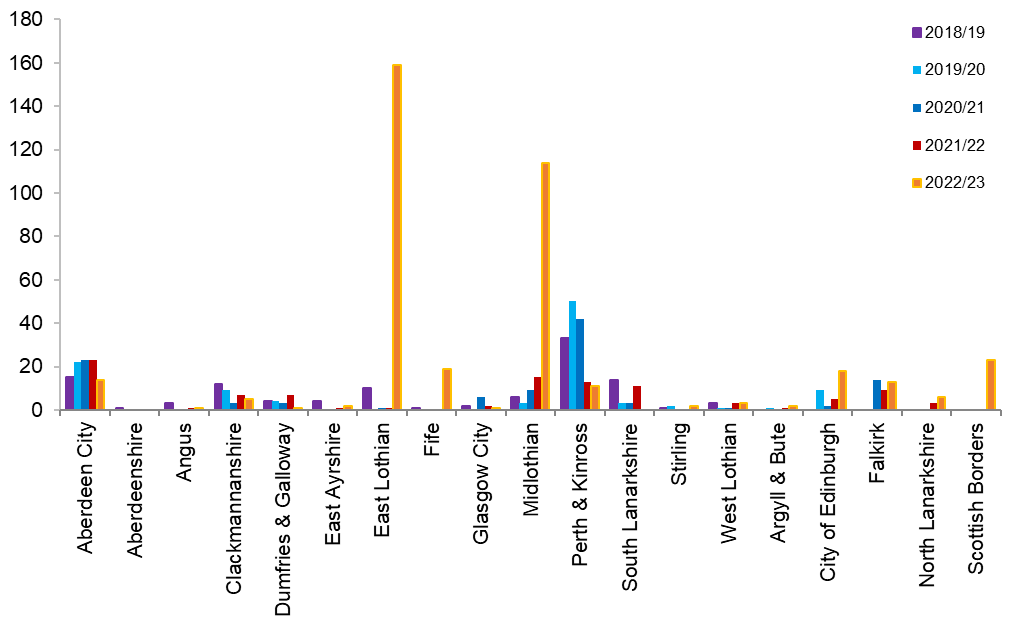 180
160
140
120
100
80
60
40
20
0
2018/19
2019/20
2020/21
2021/22
2022/23
Aberdeen City
Aberdeenshire
Angus
Clackmannanshire
Dumfries & Galloway
East Ayrshire
East Lothian
Fife
Glasgow City
Midlothian
Perth & Kinross
South Lanarkshire
Stirling
West Lothian
Argyll & Bute
City of Edinburgh
Falkirk
North Lanarkshire
Scottish Borders